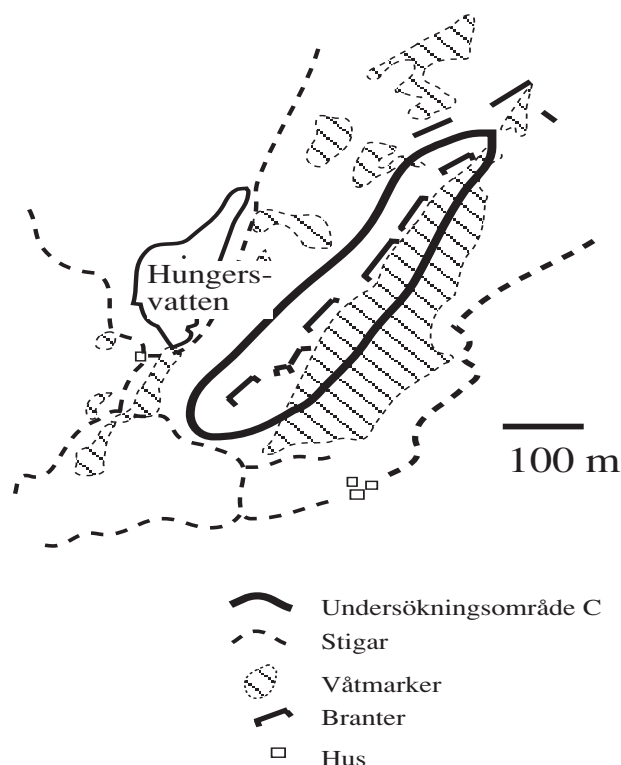 Hungers-
vatten
100 m
Undersökningsområde C
Stigar
Våtmarker
Branter
Hus